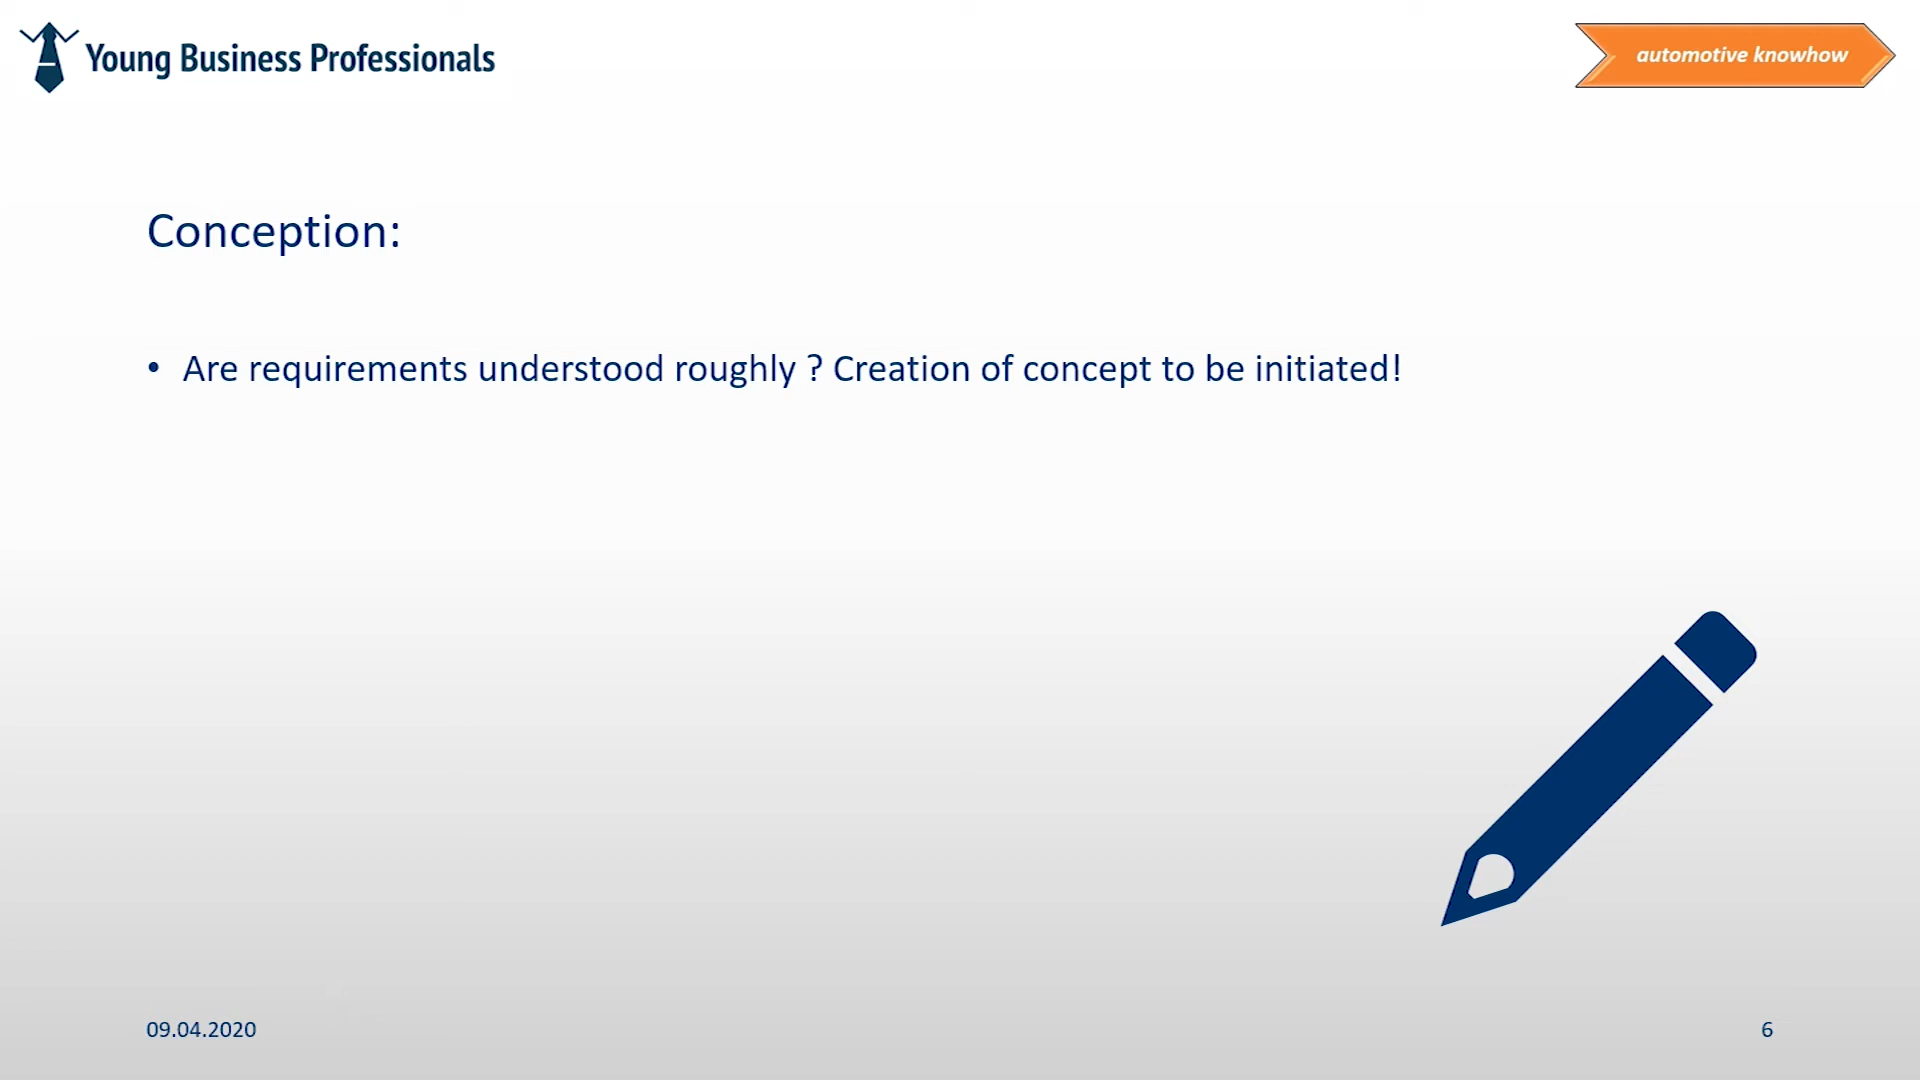 Young Business Professionals
automotive knowhow
Conception:
• Are requirements understood roughly ? Creation of concept to be initiated!
09.04.2020
6